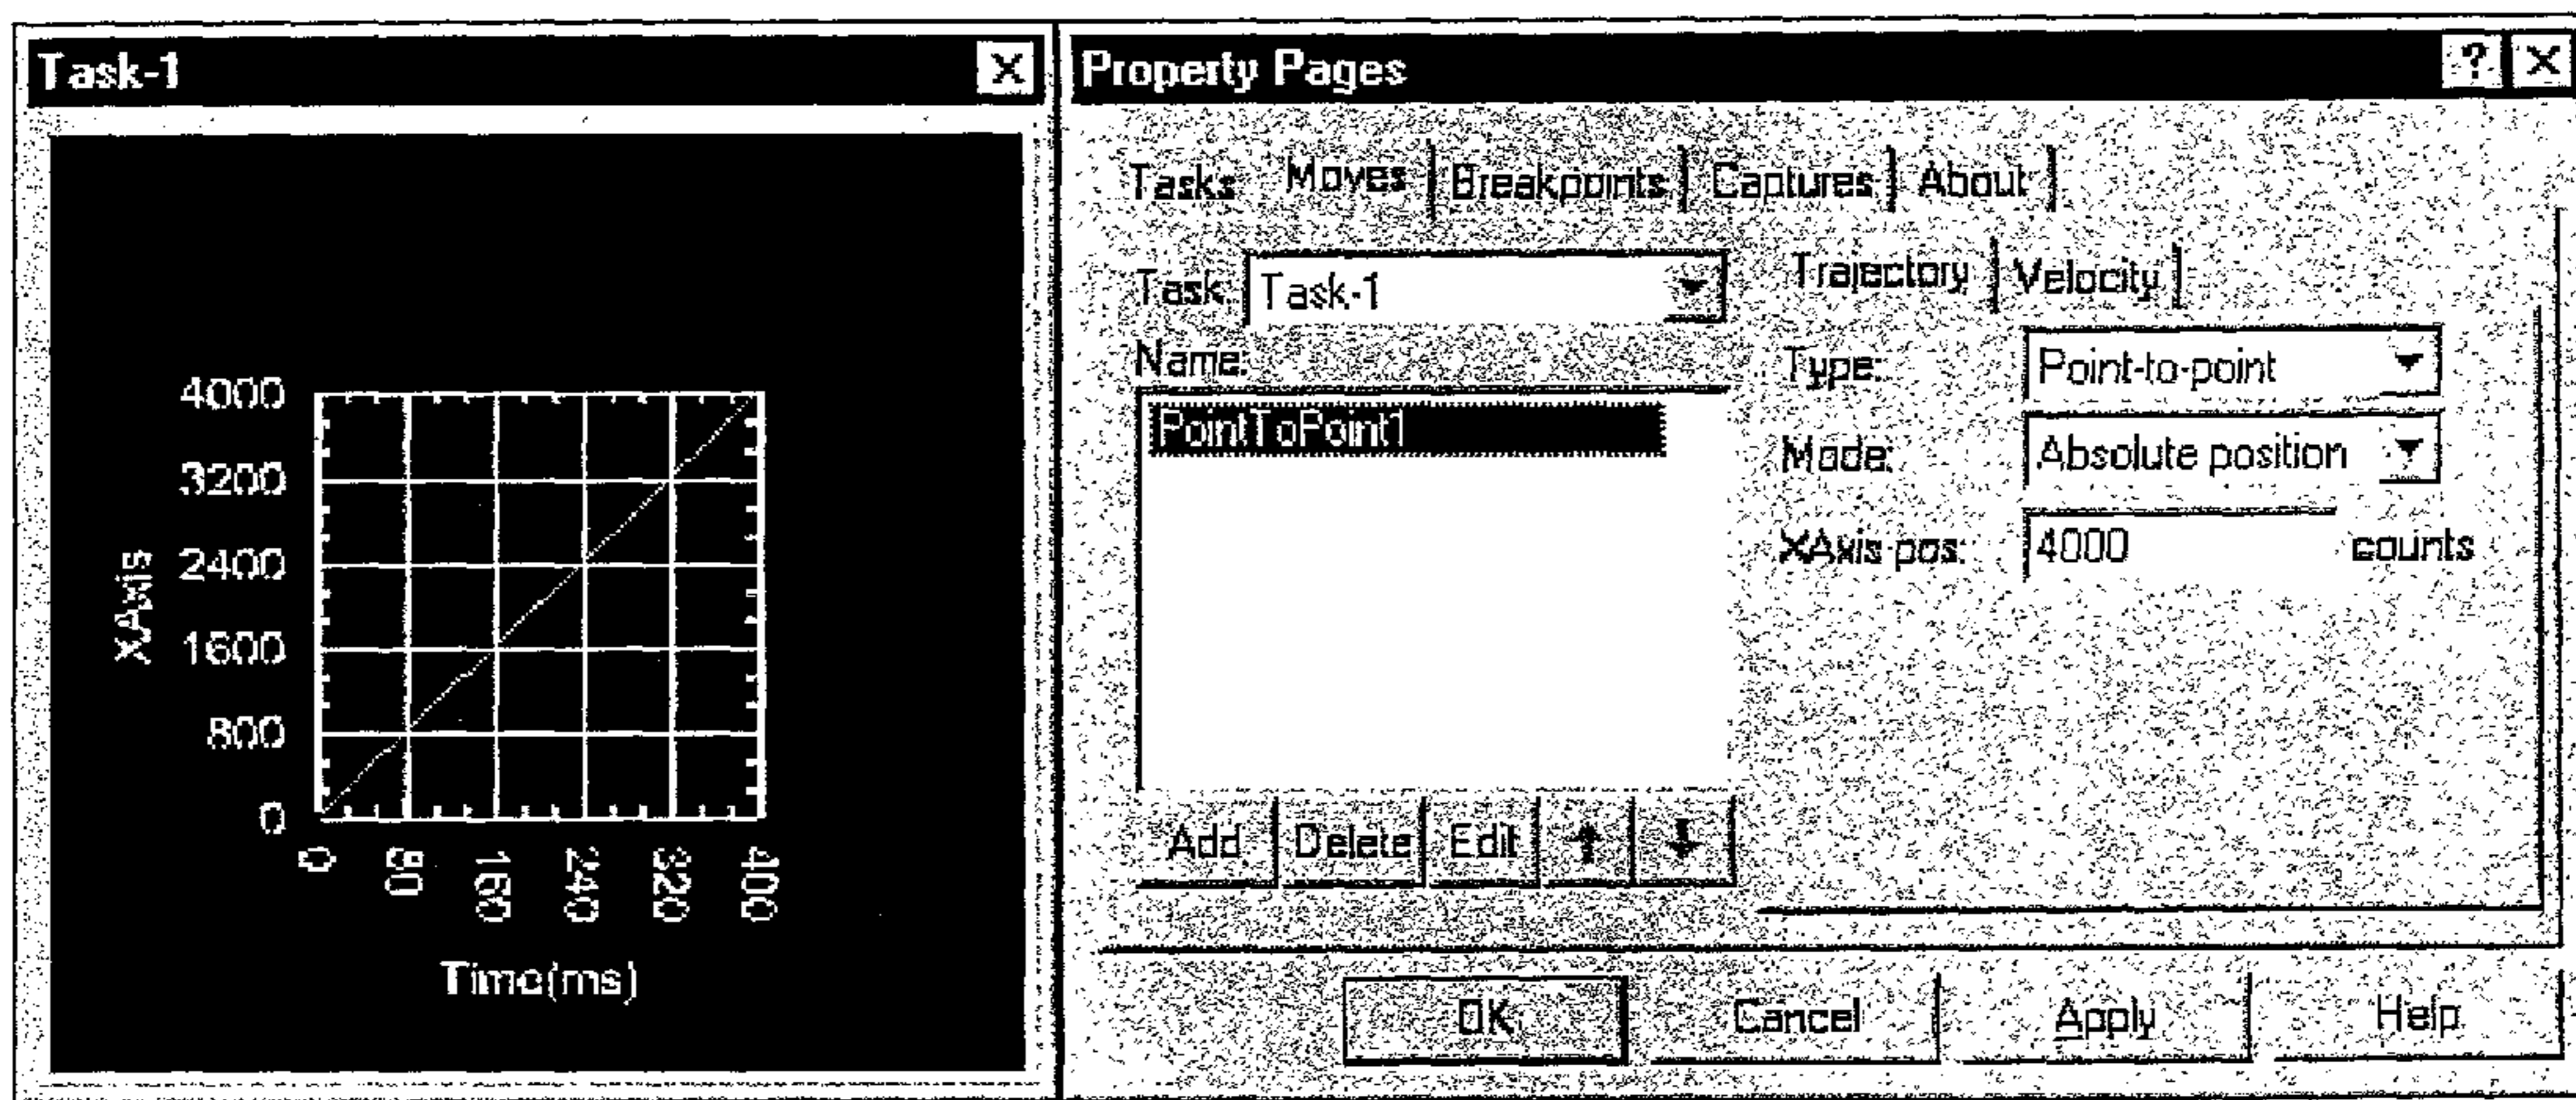 Task-1
4000
3200
2400
1600
800
0
XAxis
0
80
160
240
320
400
Time(ms)
Property Pages
Tasks Moves Breakpoints Captures About
Task: Task-1
Name:
PointToPoint1
Add Delete Edit
Trajectory Velocity
Type: Point-to-point
Mode: Absolute position
XAxis pos: 4000 counts
OK Cancel Apply Help